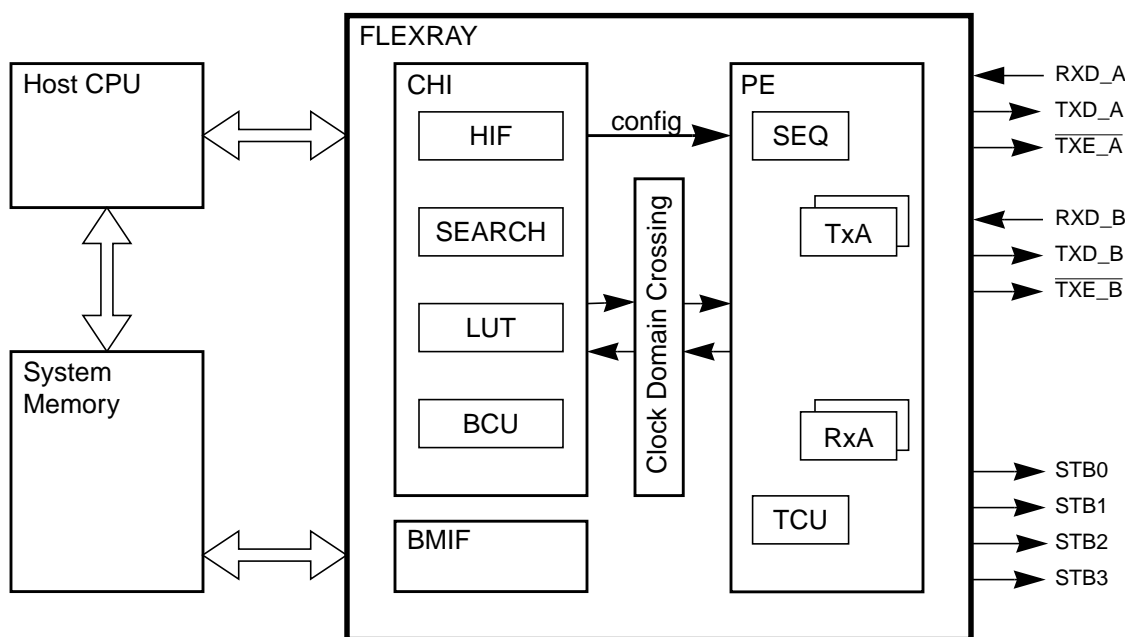 FLEXRAY
Host CPU
System
Memory
CHI
HIF
SEARCH
LUT
BCU
BMIF
config
Clock Domain Crossing
PE
SEQ
TxA
RxA
TCU
RXD_A
TXD_A
TXE_A
RXD_B
TXD_B
TXE_B
STB0
STB1
STB2
STB3